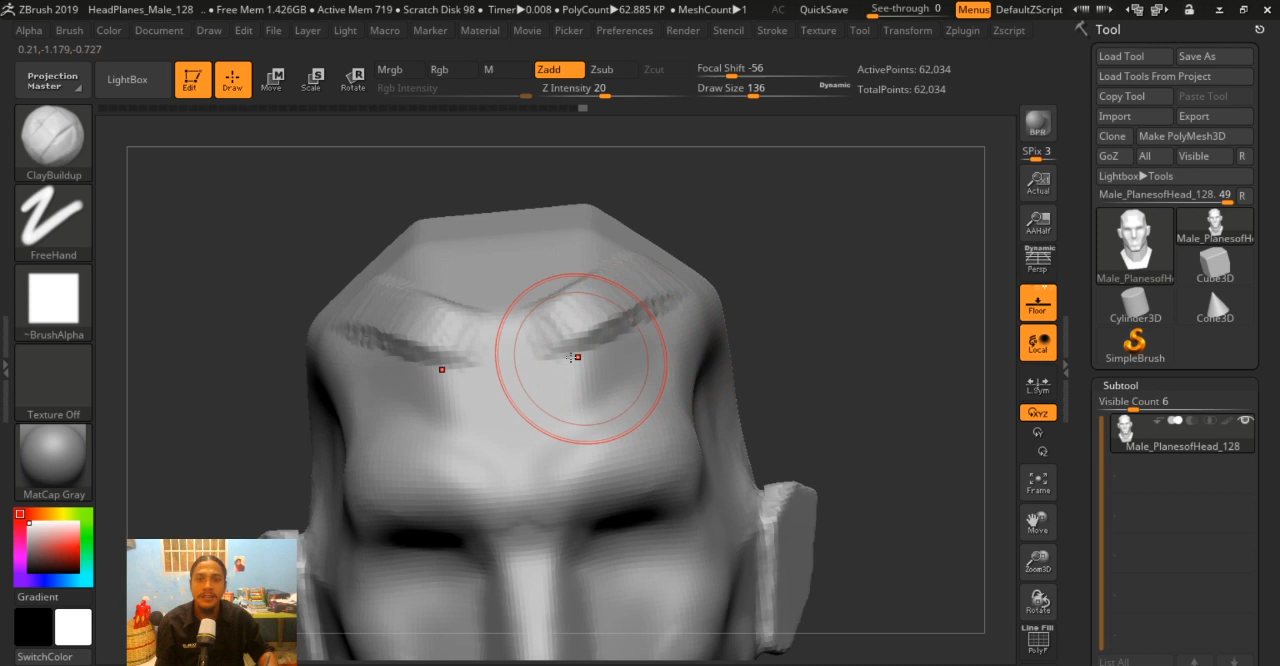 ZBrush 2019 HeadPlanes_Male_128 .. • Free Mem 1.426GB • Active Mem 719 • Scratch Disk 98 • Timer▶0.008 • PolyCount▶62.885 KP • MeshCount▶1 AC QuickSave See-through 0 Menus DefaultZScript
Alpha Brush Color Document Draw Edit File Layer Light Macro Marker Material Movie Picker Preferences Render Stencil Stroke Texture Tool Transform Zplugin Zscript
0.21,-1.179,-0.727
Projection
Master
LightBox
Edit
Draw
Move
Scale
Rotate
Mrgb Rgb M Zadd Zsub Zcut
Rgb Intensity Z Intensity 20
Focal Shift -56
Draw Size 136
Dynamic
ActivePoints: 62,034
TotalPoints: 62,034
ClayBuildup
FreeHand
~BrushAlpha
Texture Off
MatCap Gray
Gradient
SwitchColor
BPR
SPix 3
Actual
AAHalf
Dynamic
Persp
Floor
Local
L.Sym
XYZ
Y
Z
Frame
Move
Zoom3D
Rotate
Line Fill
PolyF
Tool
Load Tool Save As
Load Tools From Project
Copy Tool Paste Tool
Import Export
Clone Make PolyMesh3D
GoZ All Visible R
Lightbox▶Tools
Male_PlanesofHead_128. 49 R
Male_PlanesofH
Male_PlanesofH
Cube3D
Cylinder3D Cone3D
SimpleBrush
Subtool
Visible Count 6
Male_PlanesofHead_128
List All